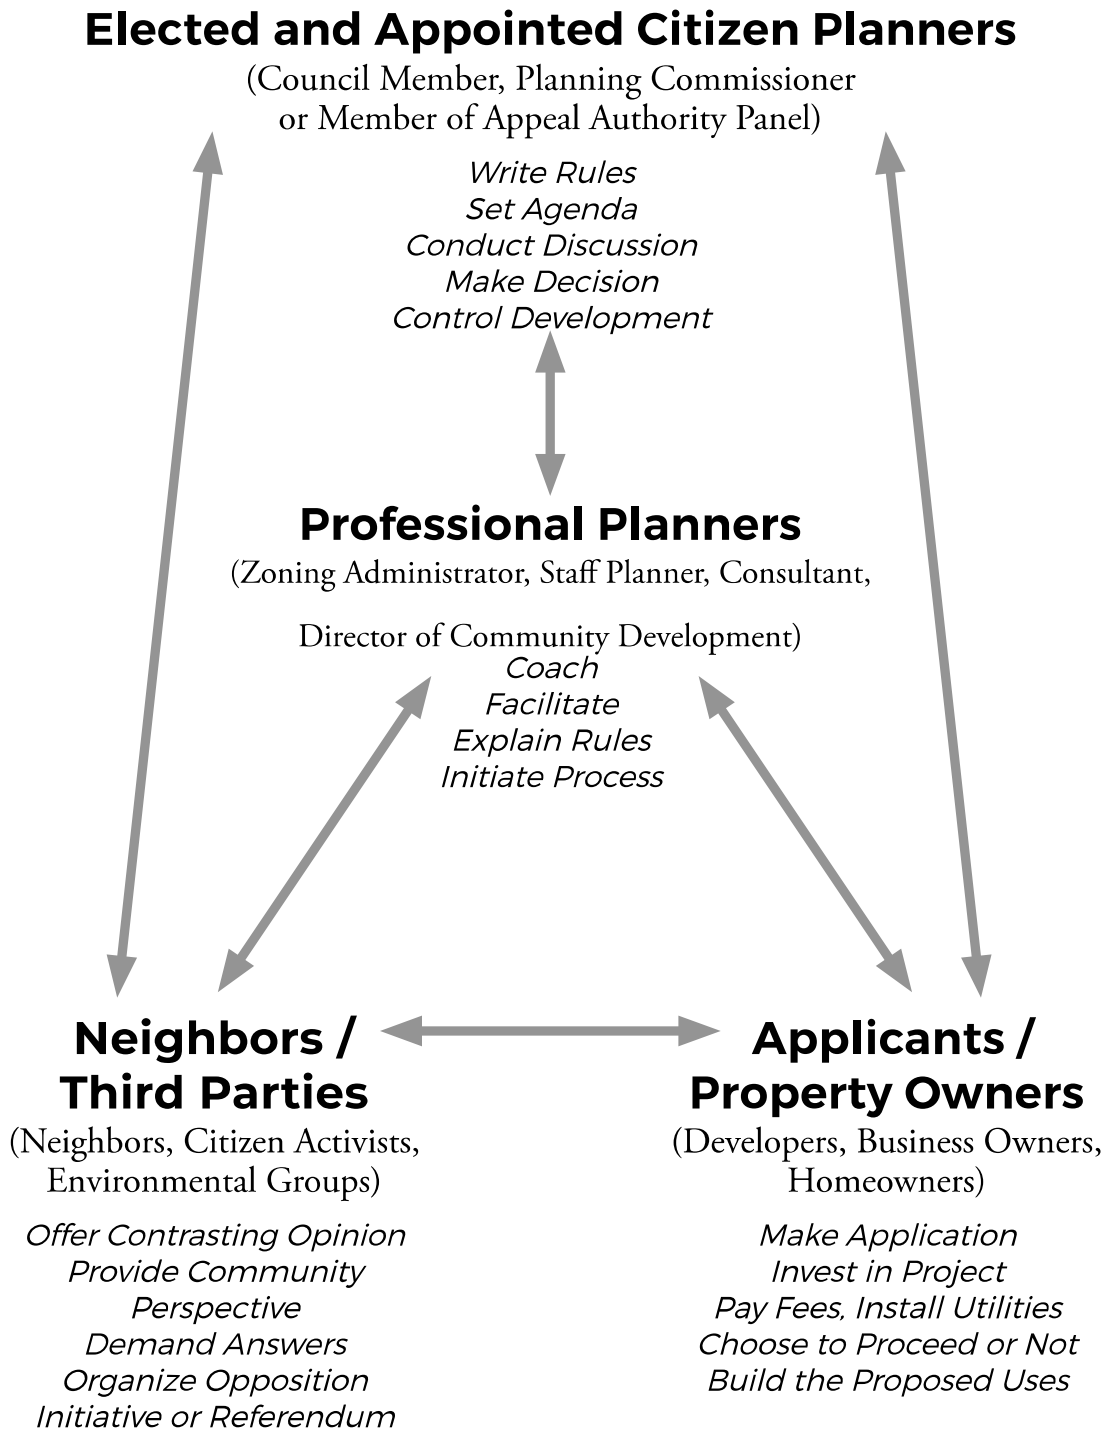 Elected and Appointed Citizen Planners
(Council Member, Planning Commissioner
or Member of Appeal Authority Panel)
Write Rules
Set Agenda
Conduct Discussion
Make Decision
Control Development
Professional Planners
(Zoning Administrator, Staff Planner, Consultant,
Director of Community Development)
Coach
Facilitate
Explain Rules
Initiate Process
Neighbors /
Third Parties
(Neighbors, Citizen Activists,
Environmental Groups)
Offer Contrasting Opinion
Provide Community
Perspective
Demand Answers
Organize Opposition
Initiative or Referendum
Applicants /
Property Owners
(Developers, Business Owners,
Homeowners)
Make Application
Invest in Project
Pay Fees, Install Utilities
Choose to Proceed or Not
Build the Proposed Uses